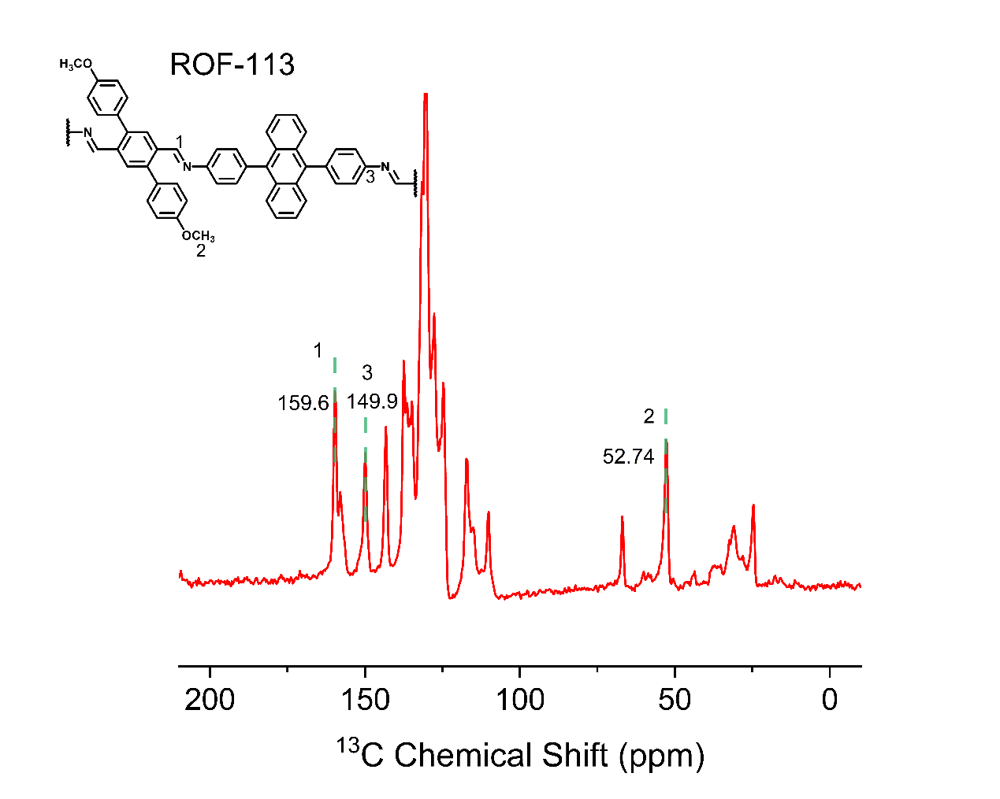 ROF-113
H₃CO
N
1
N
N
3
OCH₃
2
1
3
159.6
149.9
2
52.74
200
150
100
50
0
¹³C Chemical Shift (ppm)